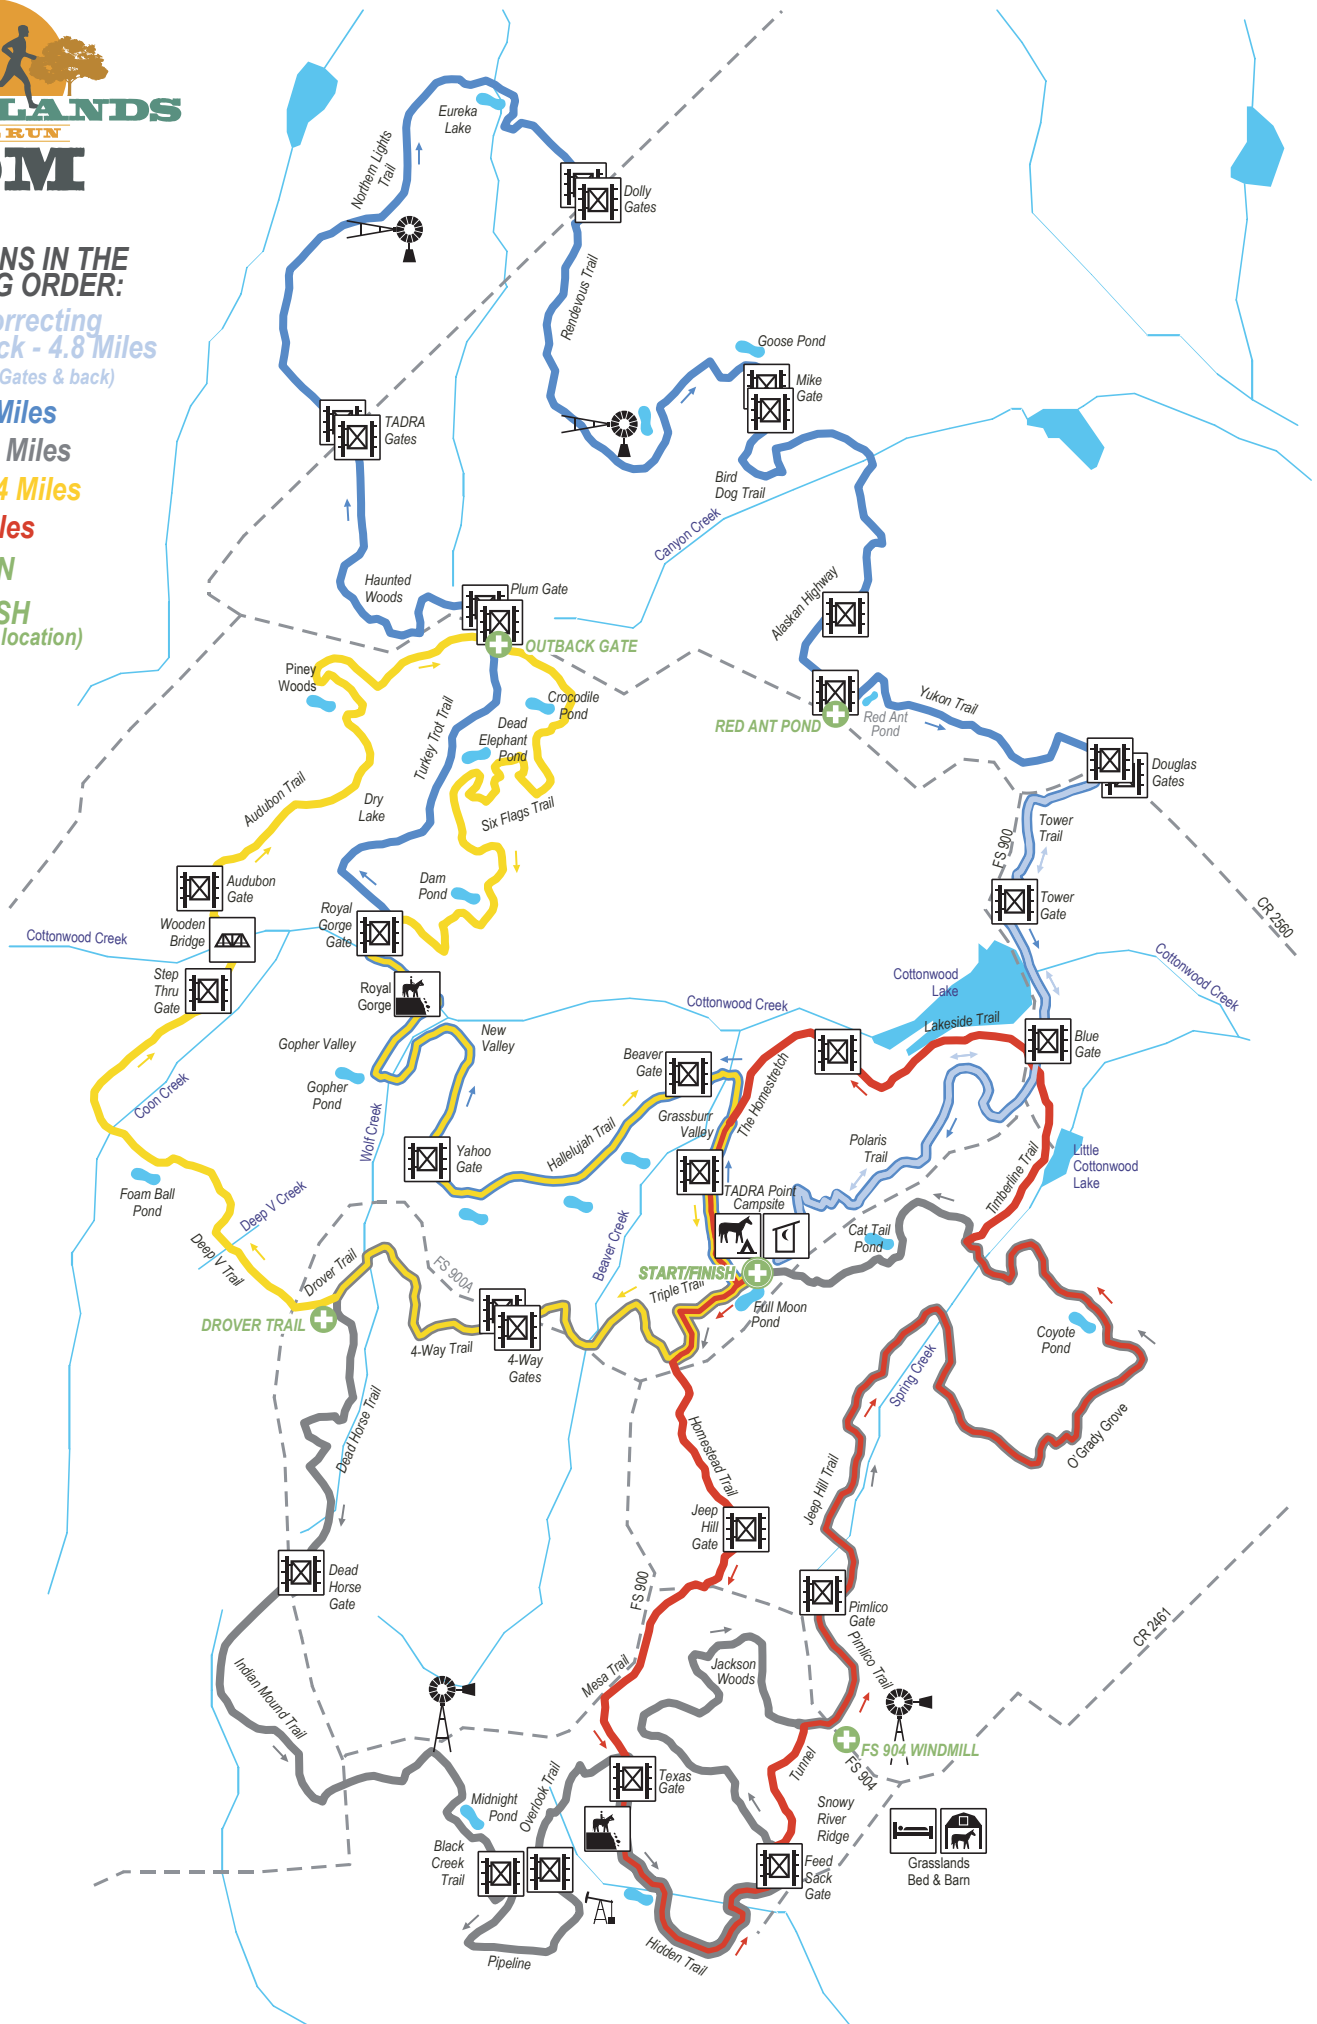 LANDS
RUN
OM
NS IN THE
G ORDER:
orrecting
ck - 4.8 Miles
Gates & back)
Miles
Miles
4 Miles
les
N
SH
location)
Eureka
Lake
Northern Lights
Trail
Dolly
Gates
Rendevous Trail
Goose Pond
Mike
Gate
TADRA
Gates
Bird
Dog Trail
Canyon Creek
Haunted
Woods
Plum Gate
Alaskan Highway
OUTBACK GATE
Piney
Woods
Crocodile
Pond
Turkey Trot Trail
Dead
Elephant
Pond
RED ANT POND
Red Ant
Pond
Yukon Trail
Douglas
Gates
Audubon Trail
Dry
Lake
Six Flags Trail
Tower
Trail
FS 900
Audubon
Gate
Dam
Pond
Tower
Gate
CR 2560
Wooden
Bridge
Royal
Gorge
Gate
Cottonwood Creek
Step
Thru
Gate
Royal
Gorge
Cottonwood
Lake
Cottonwood Creek
Cottonwood Creek
Lakeside Trail
Gopher Valley
New
Valley
Beaver
Gate
Blue
Gate
Gopher
Pond
Coon Creek
Wolf Creek
Grassburr
Valley
The Homestretch
Yahoo
Gate
Hallelujah Trail
Polaris
Trail
Timberline Trail
Little
Cottonwood
Lake
Foam Ball
Pond
Deep V Creek
TADRA Point
Campsite
Deep V Trail
Drover Trail
FS 900A
Beaver Creek
Cat Tail
Pond
START/FINISH
Triple Trail
Full Moon
Pond
DROVER TRAIL
4-Way Trail
4-Way
Gates
Coyote
Pond
Spring Creek
Dead Horse Trail
Homestead Trail
O'Grady Grove
Jeep Hill Trail
Jeep
Hill
Gate
Dead
Horse
Gate
FS 900
Pimlico
Gate
Pimlico Trail
CR 2461
Indian Mound Trail
Mesa Trail
Jackson
Woods
FS 904 WINDMILL
Tunnel
FS 904
Texas
Gate
Overlook Trail
Midnight
Pond
Snowy
River
Ridge
Black
Creek
Trail
Feed
Sack
Gate
Grasslands
Bed & Barn
Hidden Trail
Pipeline